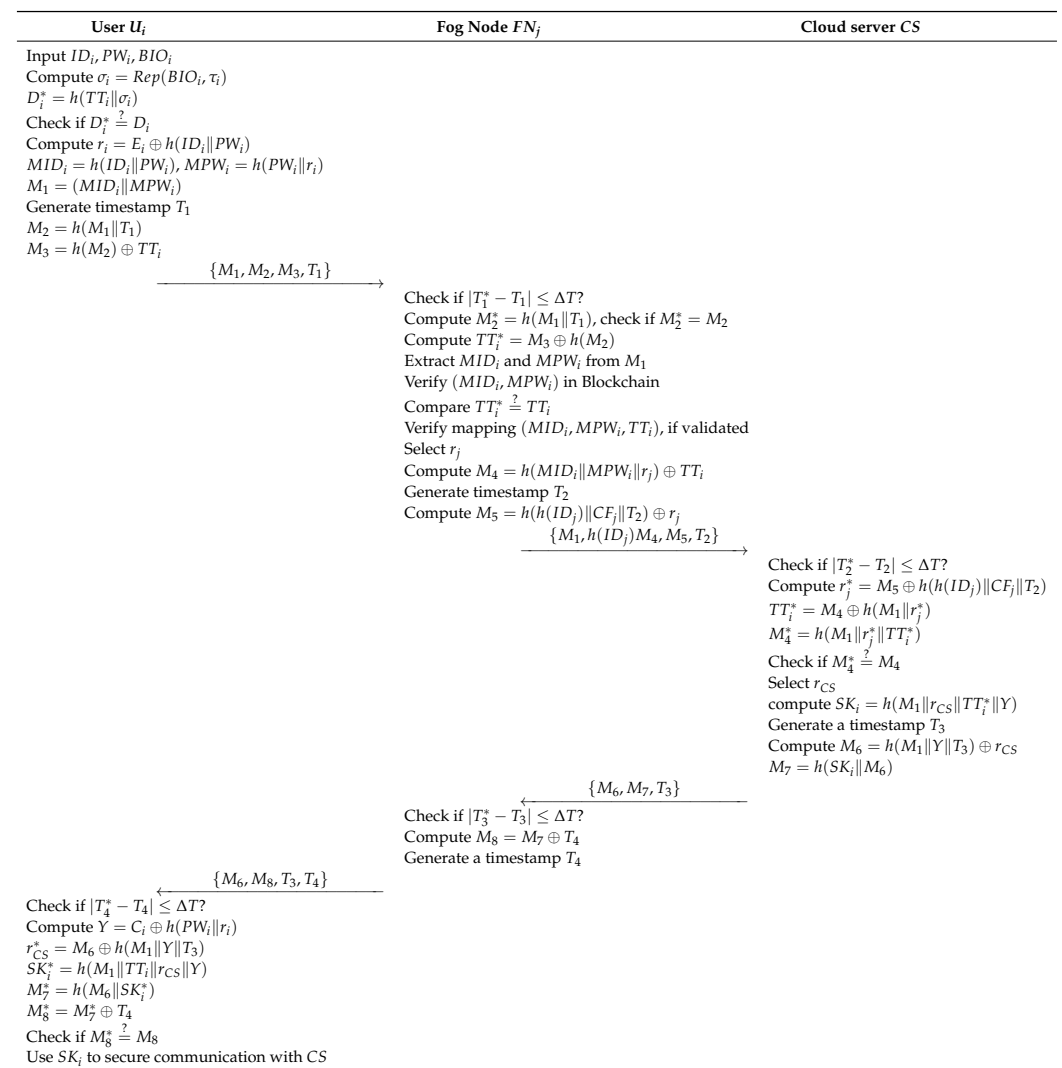 User U_i Fog Node FN_j Cloud server CS
Input ID_i, PW_i, BIO_i
Compute σ_i = Rep(BIO_i, τ_i)
D_i^* = h(TT_i‖σ_i)
Check if D_i^* ≟ D_i
Compute r_i = E_i ⊕ h(ID_i‖PW_i)
MID_i = h(ID_i‖PW_i), MPW_i = h(PW_i‖r_i)
M_1 = (MID_i‖MPW_i)
Generate timestamp T_1
M_2 = h(M_1‖T_1)
M_3 = h(M_2) ⊕ TT_i
{M_1, M_2, M_3, T_1}
Check if |T_1^* − T_1| ≤ ΔT?
Compute M_2^* = h(M_1‖T_1), check if M_2^* = M_2
Compute TT_i^* = M_3 ⊕ h(M_2)
Extract MID_i and MPW_i from M_1
Verify (MID_i, MPW_i) in Blockchain
Compare TT_i^* ≟ TT_i
Verify mapping (MID_i, MPW_i, TT_i), if validated
Select r_j
Compute M_4 = h(MID_i‖MPW_i‖r_j) ⊕ TT_i
Generate timestamp T_2
Compute M_5 = h(h(ID_j)‖CF_j‖T_2) ⊕ r_j
{M_1, h(ID_j)M_4, M_5, T_2}
Check if |T_2^* − T_2| ≤ ΔT?
Compute r_j^* = M_5 ⊕ h(h(ID_j)‖CF_j‖T_2)
TT_i^* = M_4 ⊕ h(M_1‖r_j^*)
M_4^* = h(M_1‖r_j^*‖TT_i^*)
Check if M_4^* ≟ M_4
Select r_CS
compute SK_i = h(M_1‖r_CS‖TT_i^*‖Y)
Generate a timestamp T_3
Compute M_6 = h(M_1‖Y‖T_3) ⊕ r_CS
M_7 = h(SK_i‖M_6)
{M_6, M_7, T_3}
Check if |T_3^* − T_3| ≤ ΔT?
Compute M_8 = M_7 ⊕ T_4
Generate a timestamp T_4
{M_6, M_8, T_3, T_4}
Check if |T_4^* − T_4| ≤ ΔT?
Compute Y = C_i ⊕ h(PW_i‖r_i)
r_CS^* = M_6 ⊕ h(M_1‖Y‖T_3)
SK_i^* = h(M_1‖TT_i‖r_CS‖Y)
M_7^* = h(M_6‖SK_i^*)
M_8^* = M_7^* ⊕ T_4
Check if M_8^* ≟ M_8
Use SK_i to secure communication with CS